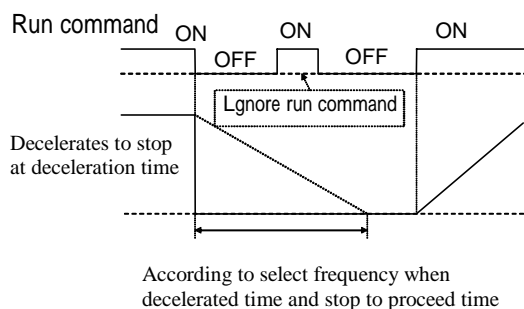 Run command
ON
ON
ON
OFF
OFF
Lgnore run command
Decelerates to stop
at deceleration time
According to select frequency when
decelerated time and stop to proceed time